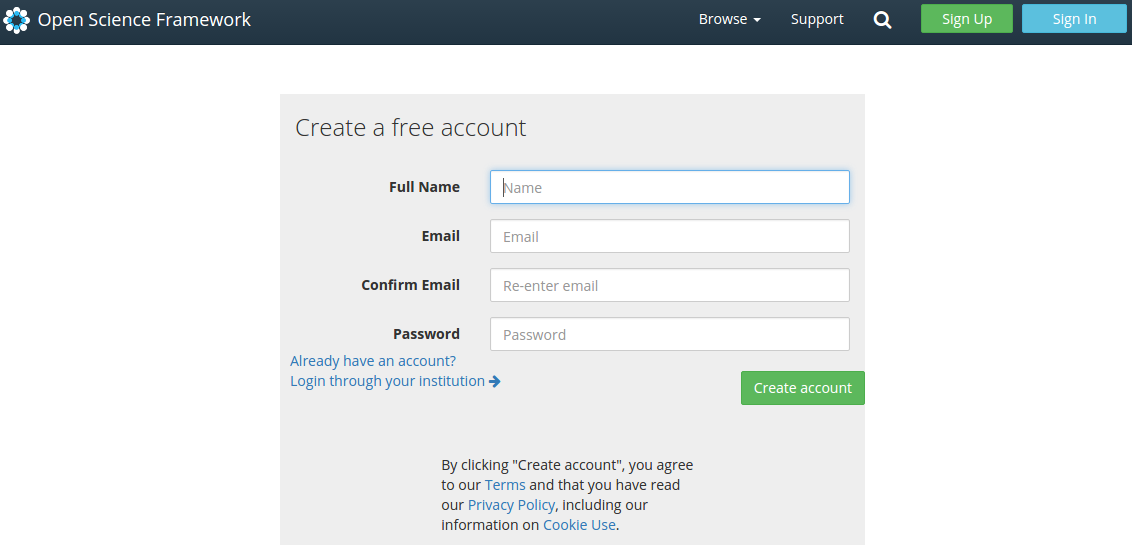 Open Science Framework Browse Support Sign Up Sign In
Create a free account
Full Name Name
Email Email
Confirm Email Re-enter email
Password Password
Already have an account?
Login through your institution
Create account
By clicking "Create account", you agree
to our Terms and that you have read
our Privacy Policy, including our
information on Cookie Use.